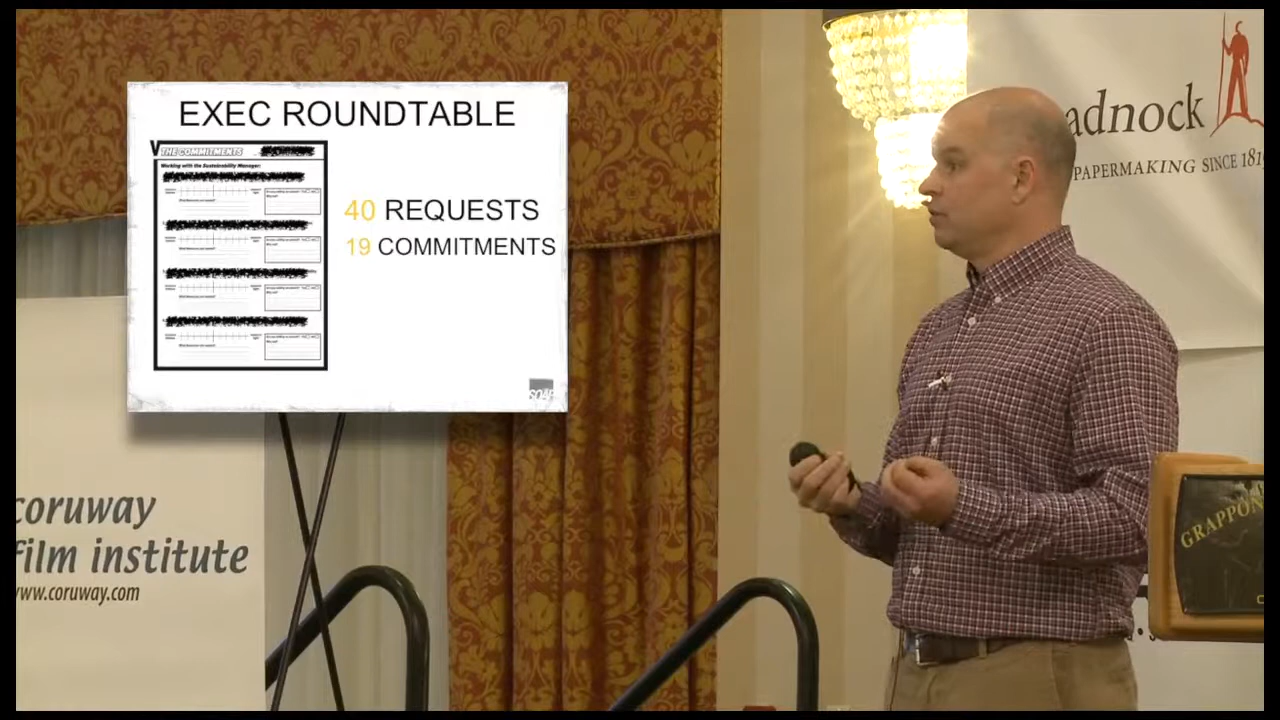 EXEC ROUNDTABLE
THE COMMITMENTS
Working with the Sustainability Manager:
40 REQUESTS
19 COMMITMENTS
SOAP
adnock
PAPERMAKING SINCE 181
coruway
film institute
www.coruway.com
GRAPPON